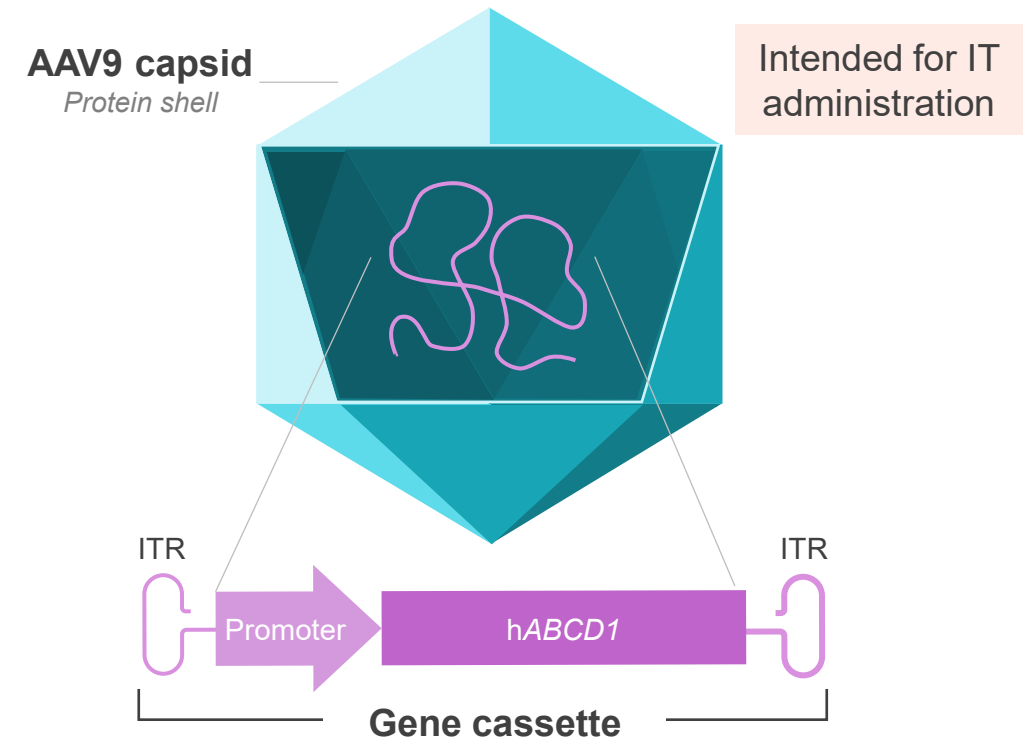 AAV9 capsid
Protein shell
Intended for IT
administration
ITR
ITR
Promoter
hABCD1
Gene cassette